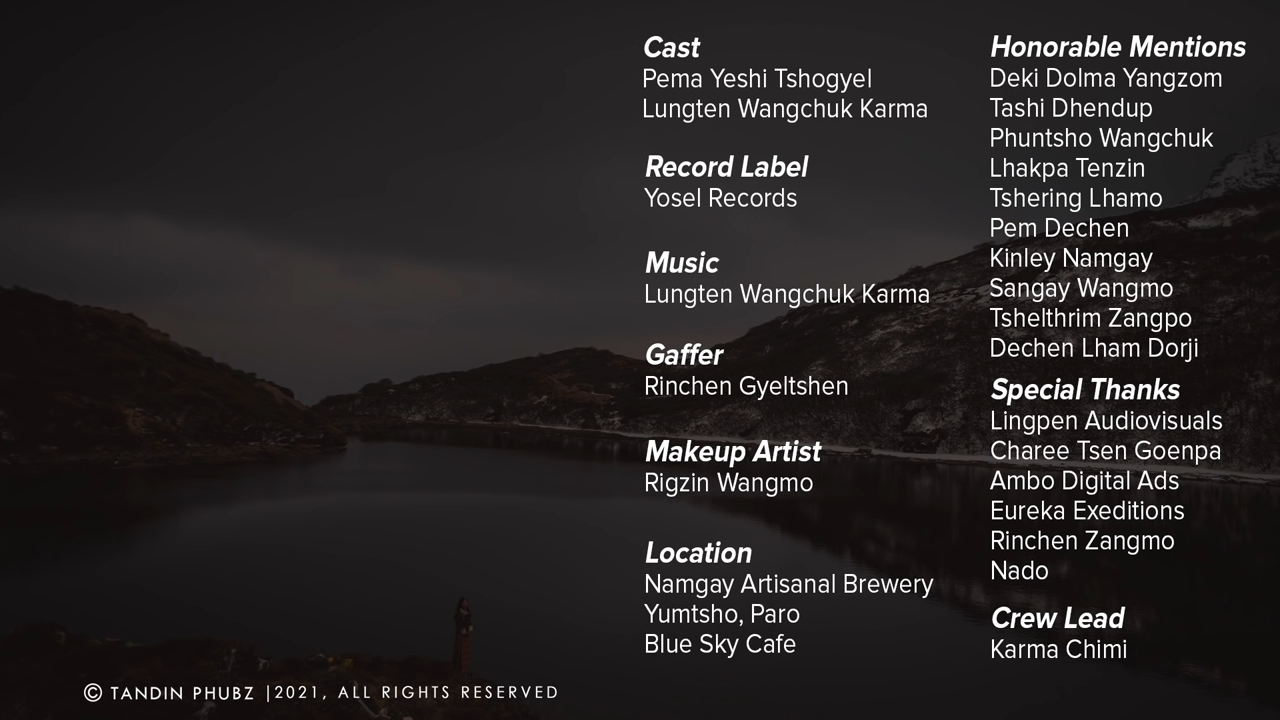 Cast
Pema Yeshi Tshogyel
Lungten Wangchuk Karma
Record Label
Yosel Records
Music
Lungten Wangchuk Karma
Gaffer
Rinchen Gyeltshen
Makeup Artist
Rigzin Wangmo
Location
Namgay Artisanal Brewery
Yumtsho, Paro
Blue Sky Cafe
Honorable Mentions
Deki Dolma Yangzom
Tashi Dhendup
Phuntsho Wangchuk
Lhakpa Tenzin
Tshering Lhamo
Pem Dechen
Kinley Namgay
Sangay Wangmo
Tshelthrim Zangpo
Dechen Lham Dorji
Special Thanks
Lingpen Audiovisuals
Charee Tsen Goenpa
Ambo Digital Ads
Eureka Exeditions
Rinchen Zangmo
Nado
Crew Lead
Karma Chimi
© TANDIN PHUBZ |2021, ALL RIGHTS RESERVED